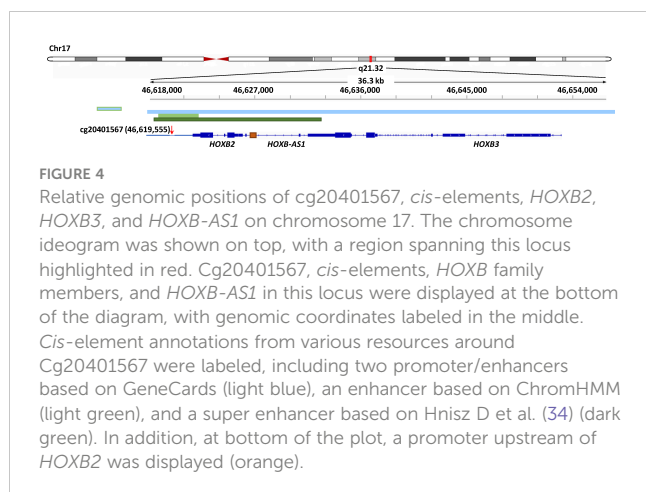 Chr17
q21.32
36.3 kb
46,618,000 46,627,000 46,636,000 46,645,000 46,654,000
cg20401567 (46,619,555)
HOXB2 HOXB-AS1 HOXB3
FIGURE 4
Relative genomic positions of cg20401567, cis-elements, HOXB2,
HOXB3, and HOXB-AS1 on chromosome 17. The chromosome
ideogram was shown on top, with a region spanning this locus
highlighted in red. Cg20401567, cis-elements, HOXB family
members, and HOXB-AS1 in this locus were displayed at the bottom
of the diagram, with genomic coordinates labeled in the middle.
Cis-element annotations from various resources around
Cg20401567 were labeled, including two promoter/enhancers
based on GeneCards (light blue), an enhancer based on ChromHMM
(light green), and a super enhancer based on Hnisz D et al. (34) (dark
green). In addition, at bottom of the plot, a promoter upstream of
HOXB2 was displayed (orange).